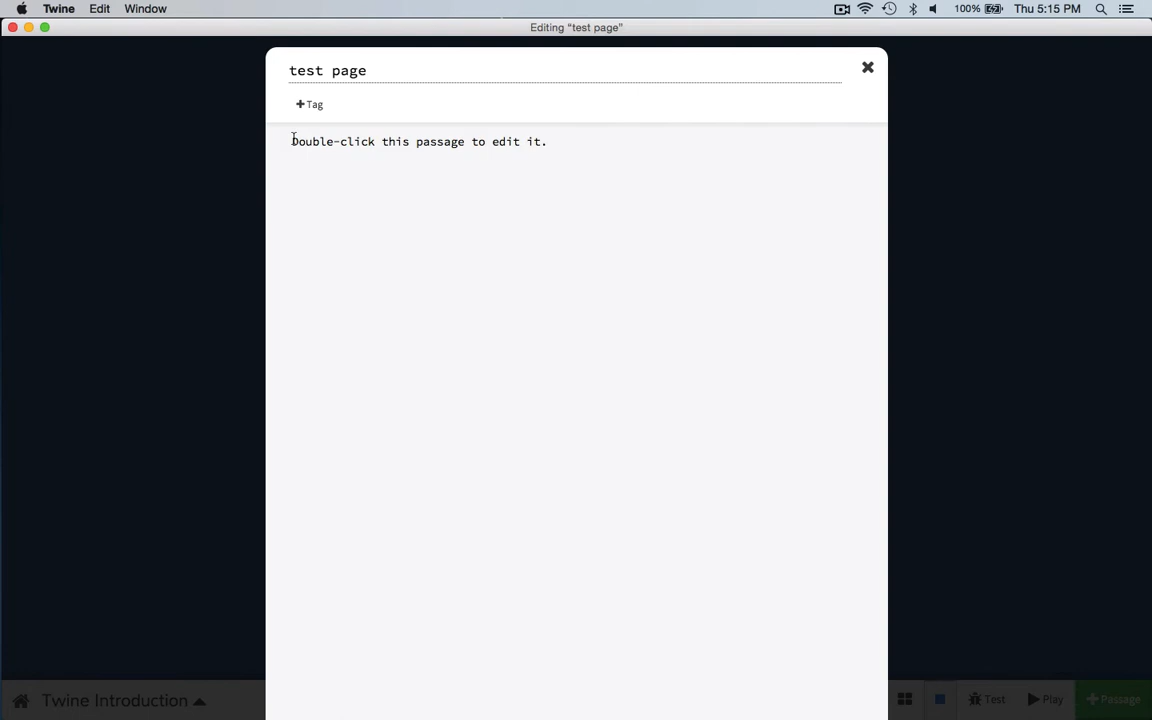 Twine Edit Window 100% Thu 5:15 PM
Editing “test page”
test page
+Tag
Double-click this passage to edit it.
Twine Introduction Test Play +Passage